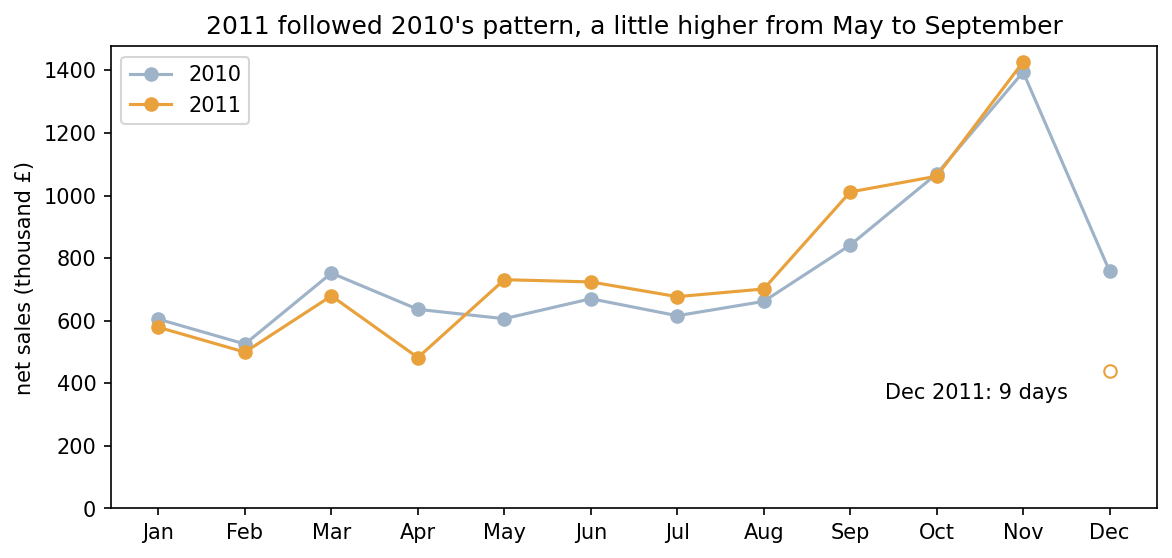 2011 followed 2010's pattern, a little higher from May to September
2010
2011
net sales (thousand £)
1400
1200
1000
800
600
400
200
0
Dec 2011: 9 days
Jan Feb Mar Apr May Jun Jul Aug Sep Oct Nov Dec